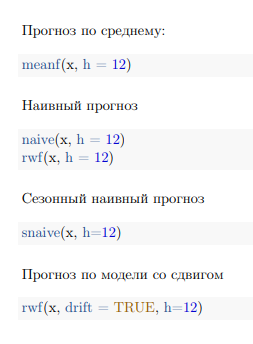 Прогноз по среднему:
meanf(x, h = 12)
Наивный прогноз
naive(x, h = 12)
rwf(x, h = 12)
Сезонный наивный прогноз
snaive(x, h=12)
Прогноз по модели со сдвигом
rwf(x, drift = TRUE, h=12)